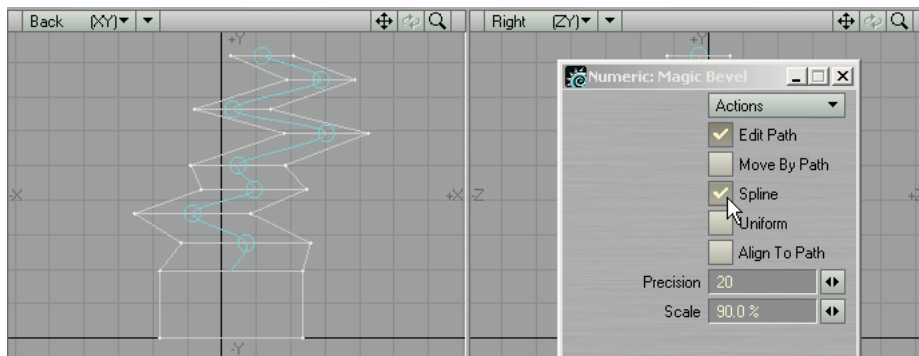 Back (XY)
Right (ZY)
+Y
+Y
Numeric: Magic Bevel
Actions
Edit Path
Move By Path
-X
+X
-Z
+Z
Spline
Uniform
Align To Path
Precision 20
Scale 90.0 %
-Y